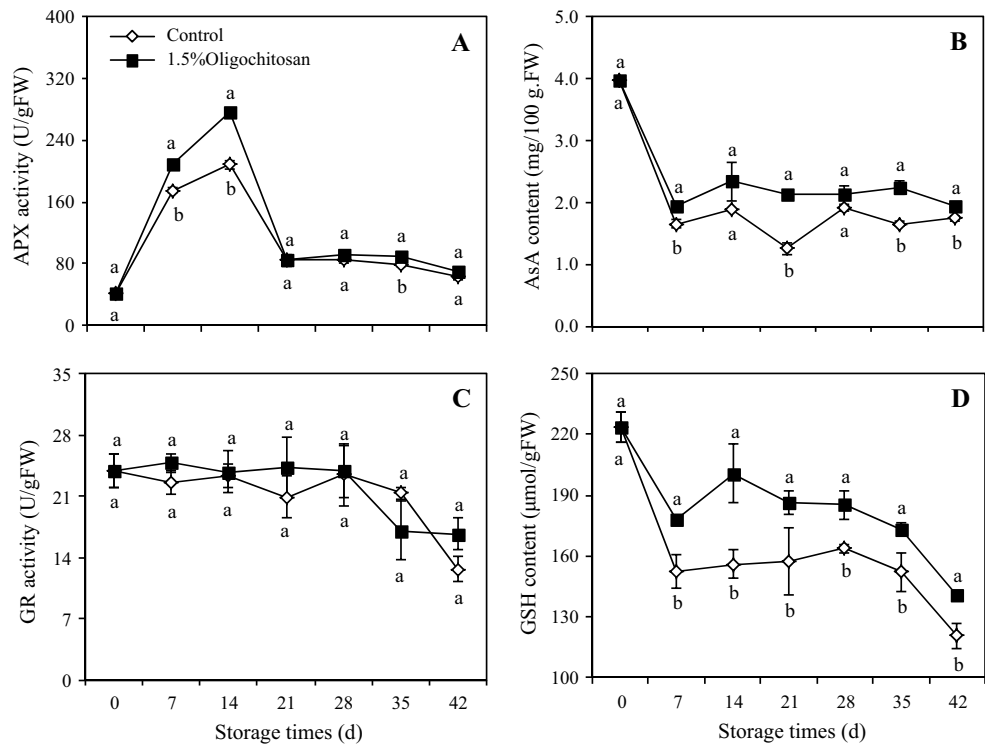 Control
1.5%Oligochitosan
A
APX activity (U/gFW)
400
320
240
160
80
0
a
a
a
b
a
b
a
a
a
a
a
b
a
a
B
AsA content (mg/100 g.FW)
5.0
4.0
3.0
2.0
1.0
0.0
a
a
a
b
a
a
a
b
a
a
a
b
a
b
C
GR activity (U/gFW)
35
28
21
14
7
0
a
a
a
a
a
a
a
a
a
a
a
a
a
a
0 7 14 21 28 35 42
Storage times (d)
D
GSH content (μmol/gFW)
250
220
190
160
130
100
a
a
a
b
a
b
a
b
a
b
a
b
a
b
0 7 14 21 28 35 42
Storage times (d)